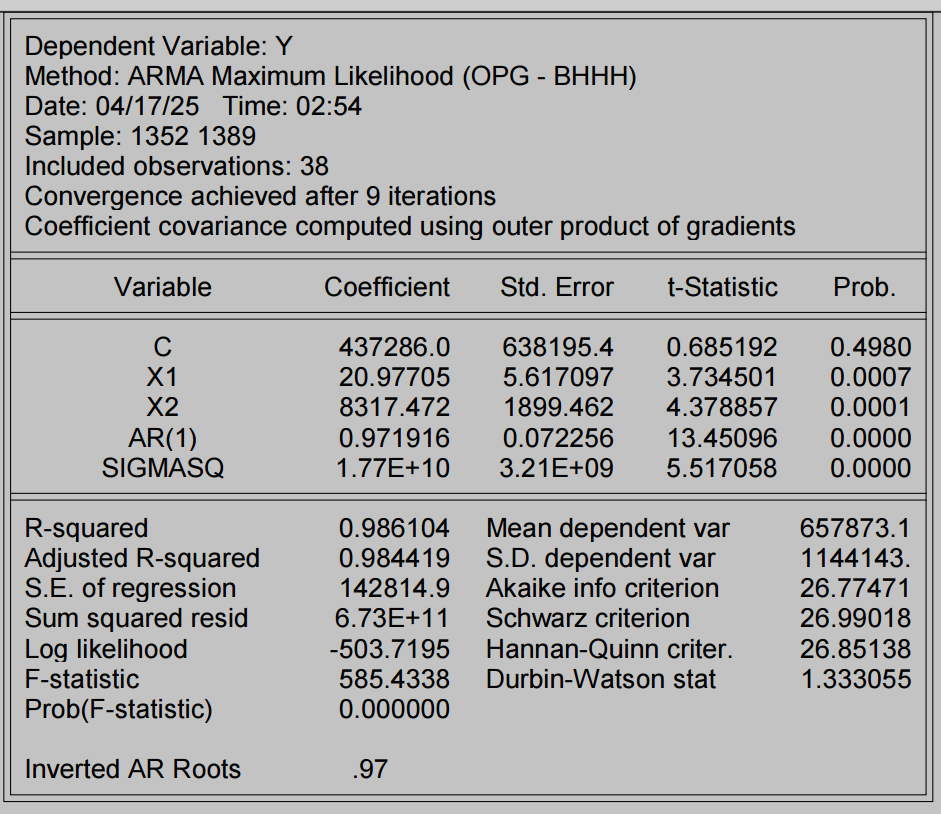 Dependent Variable: Y
Method: ARMA Maximum Likelihood (OPG - BHHH)
Date: 04/17/25 Time: 02:54
Sample: 1352 1389
Included observations: 38
Convergence achieved after 9 iterations
Coefficient covariance computed using outer product of gradients
Variable Coefficient Std. Error t-Statistic Prob.
C 437286.0 638195.4 0.685192 0.4980
X1 20.97705 5.617097 3.734501 0.0007
X2 8317.472 1899.462 4.378857 0.0001
AR(1) 0.971916 0.072256 13.45096 0.0000
SIGMASQ 1.77E+10 3.21E+09 5.517058 0.0000
R-squared 0.986104 Mean dependent var 657873.1
Adjusted R-squared 0.984419 S.D. dependent var 1144143.
S.E. of regression 142814.9 Akaike info criterion 26.77471
Sum squared resid 6.73E+11 Schwarz criterion 26.99018
Log likelihood -503.7195 Hannan-Quinn criter. 26.85138
F-statistic 585.4338 Durbin-Watson stat 1.333055
Prob(F-statistic) 0.000000
Inverted AR Roots .97